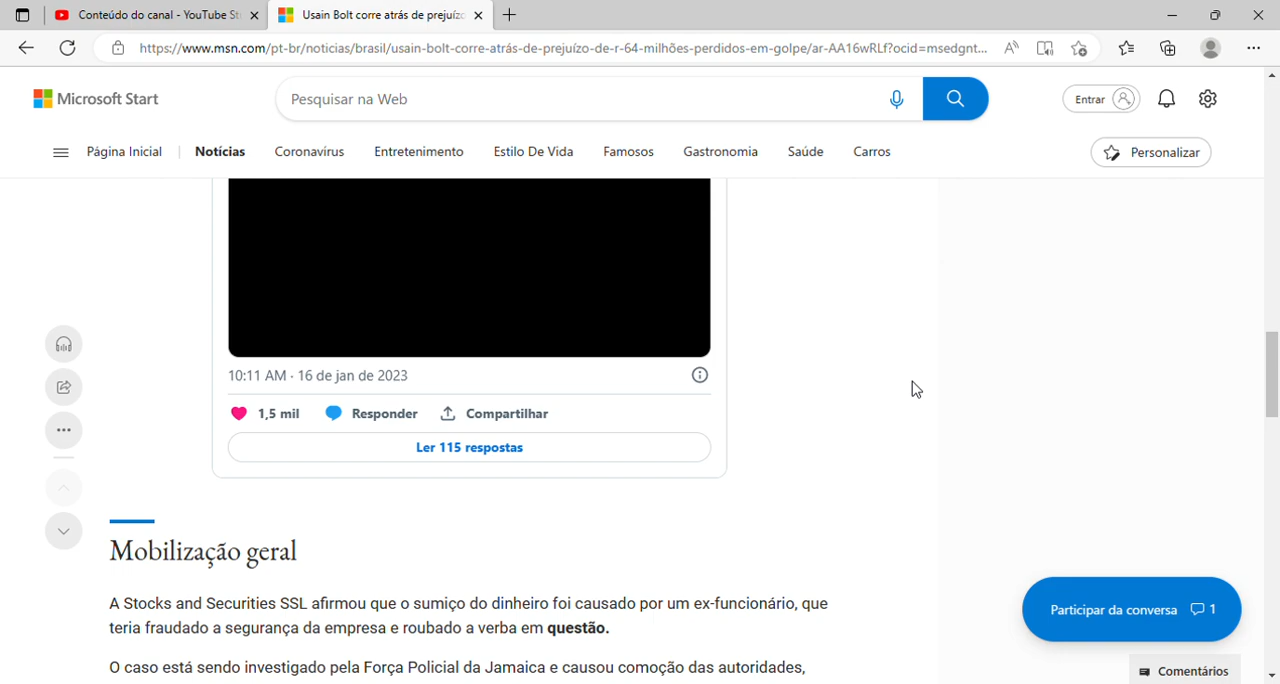 Conteúdo do canal - YouTube St
Usain Bolt corre atrás de prejuízo
https://www.msn.com/pt-br/noticias/brasil/usain-bolt-corre-atrás-de-prejuízo-de-r-64-milhões-perdidos-em-golpe/ar-AA16wRLf?ocid=msedgnt...
Microsoft Start
Pesquisar na Web
Entrar
Página Inicial
Notícias
Coronavírus
Entretenimento
Estilo De Vida
Famosos
Gastronomia
Saúde
Carros
Personalizar
10:11 AM · 16 de jan de 2023
1,5 mil Responder Compartilhar
Ler 115 respostas
Mobilização geral
A Stocks and Securities SSL afirmou que o sumiço do dinheiro foi causado por um ex-funcionário, que
teria fraudado a segurança da empresa e roubado a verba em questão.
O caso está sendo investigado pela Força Policial da Jamaica e causou comoção das autoridades,
Participar da conversa 1
Comentários